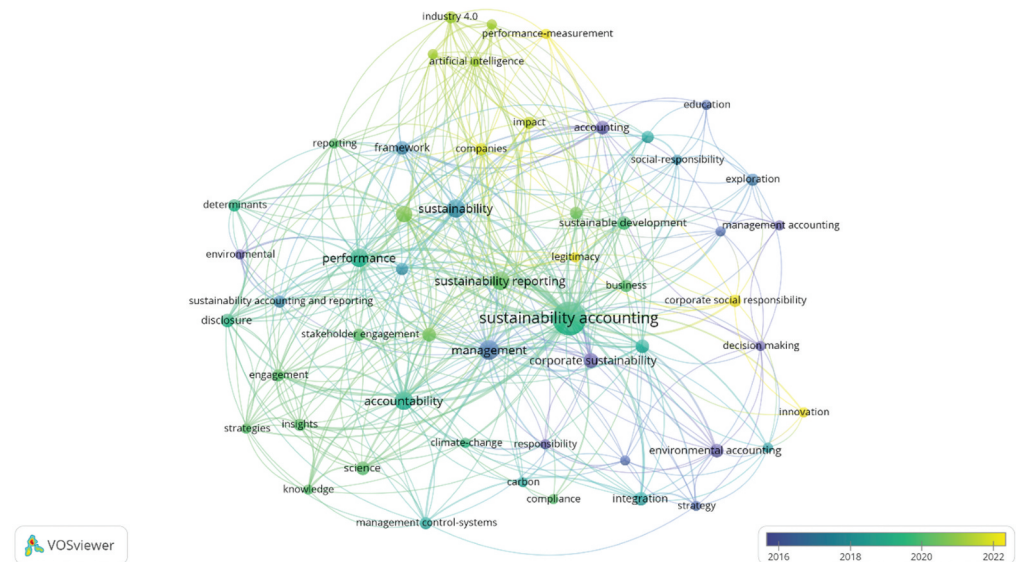 industry 4.0
performance-measurement
artificial intelligence
education
impact
accounting
reporting
framework
companies
social-responsibility
exploration
determinants
sustainability
sustainable development
management accounting
environmental
performance
legitimacy
sustainability reporting
business
sustainability accounting and reporting
corporate social responsibility
disclosure
sustainability accounting
stakeholder engagement
management
decision making
corporate sustainability
engagement
accountability
innovation
strategies
insights
climate-change
responsibility
environmental accounting
science
knowledge
carbon
compliance
integration
strategy
management control-systems
VOSviewer
2016 2018 2020 2022